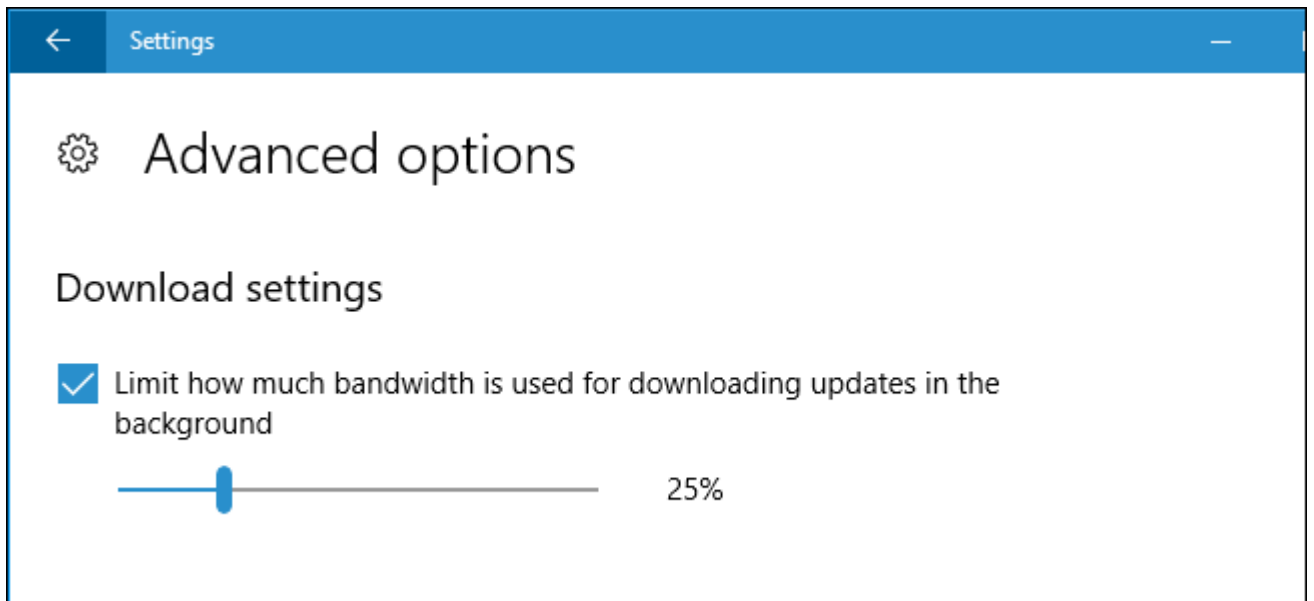 Settings
Advanced options
Download settings
Limit how much bandwidth is used for downloading updates in the
background
25%